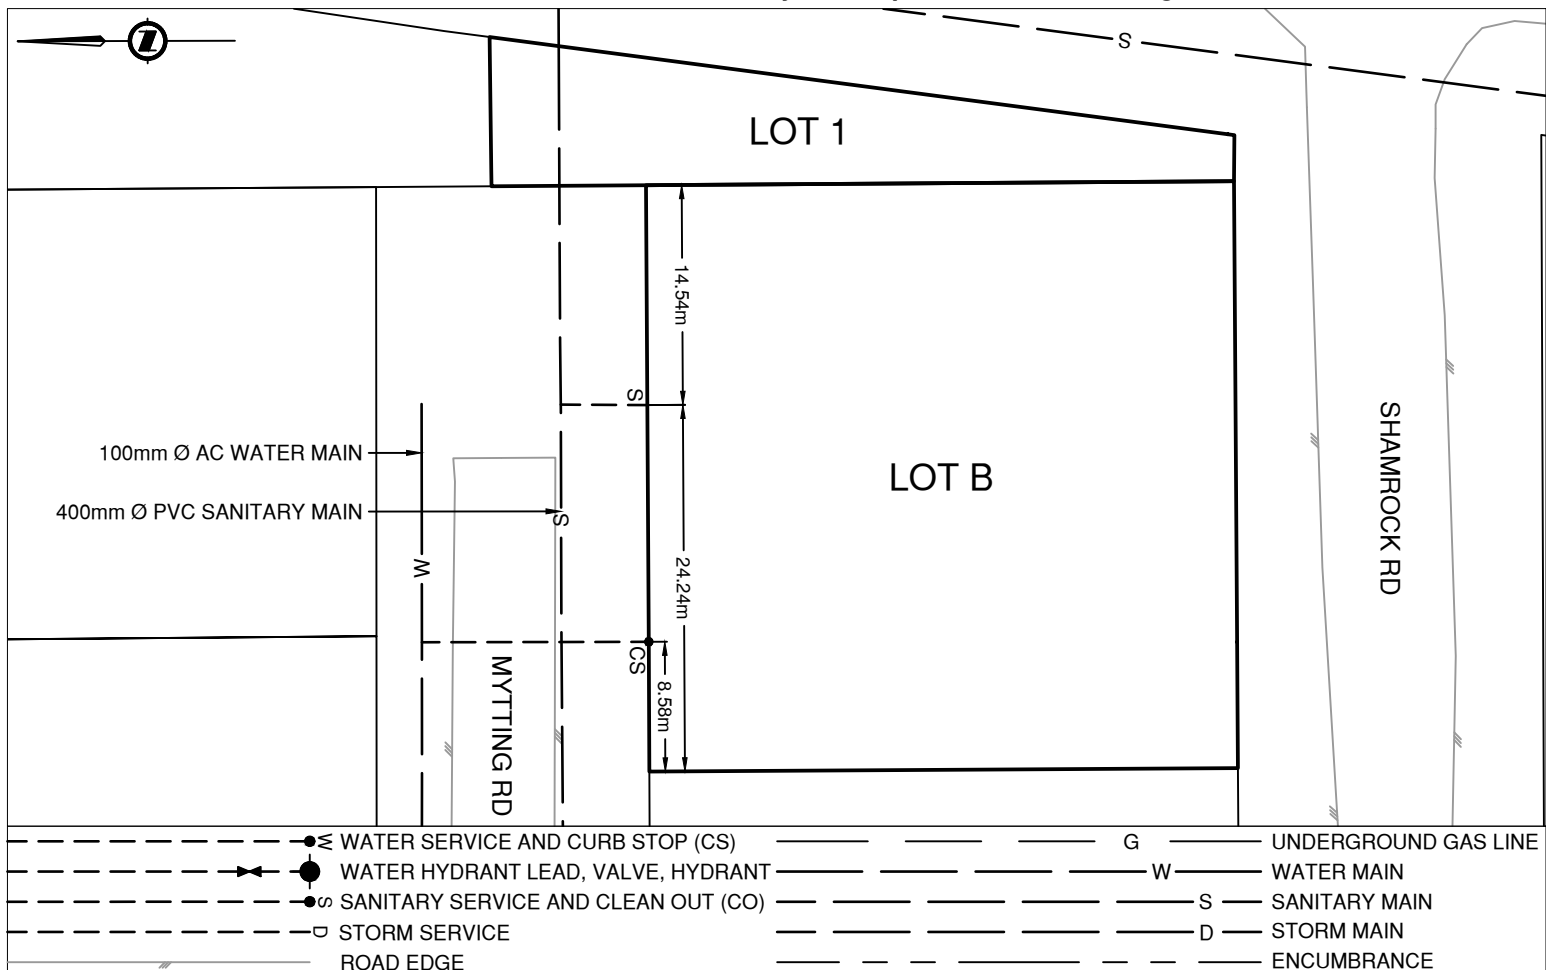 S
LOT 1
14.54m
S
SHAMROCK RD
100mm Ø AC WATER MAIN
LOT B
400mm Ø PVC SANITARY MAIN
S
W
24.24m
CS
MYTTING RD
8.58m
W WATER SERVICE AND CURB STOP (CS)
G UNDERGROUND GAS LINE
WATER HYDRANT LEAD, VALVE, HYDRANT
W WATER MAIN
S SANITARY SERVICE AND CLEAN OUT (CO)
S SANITARY MAIN
D STORM SERVICE
D STORM MAIN
ROAD EDGE
ENCUMBRANCE